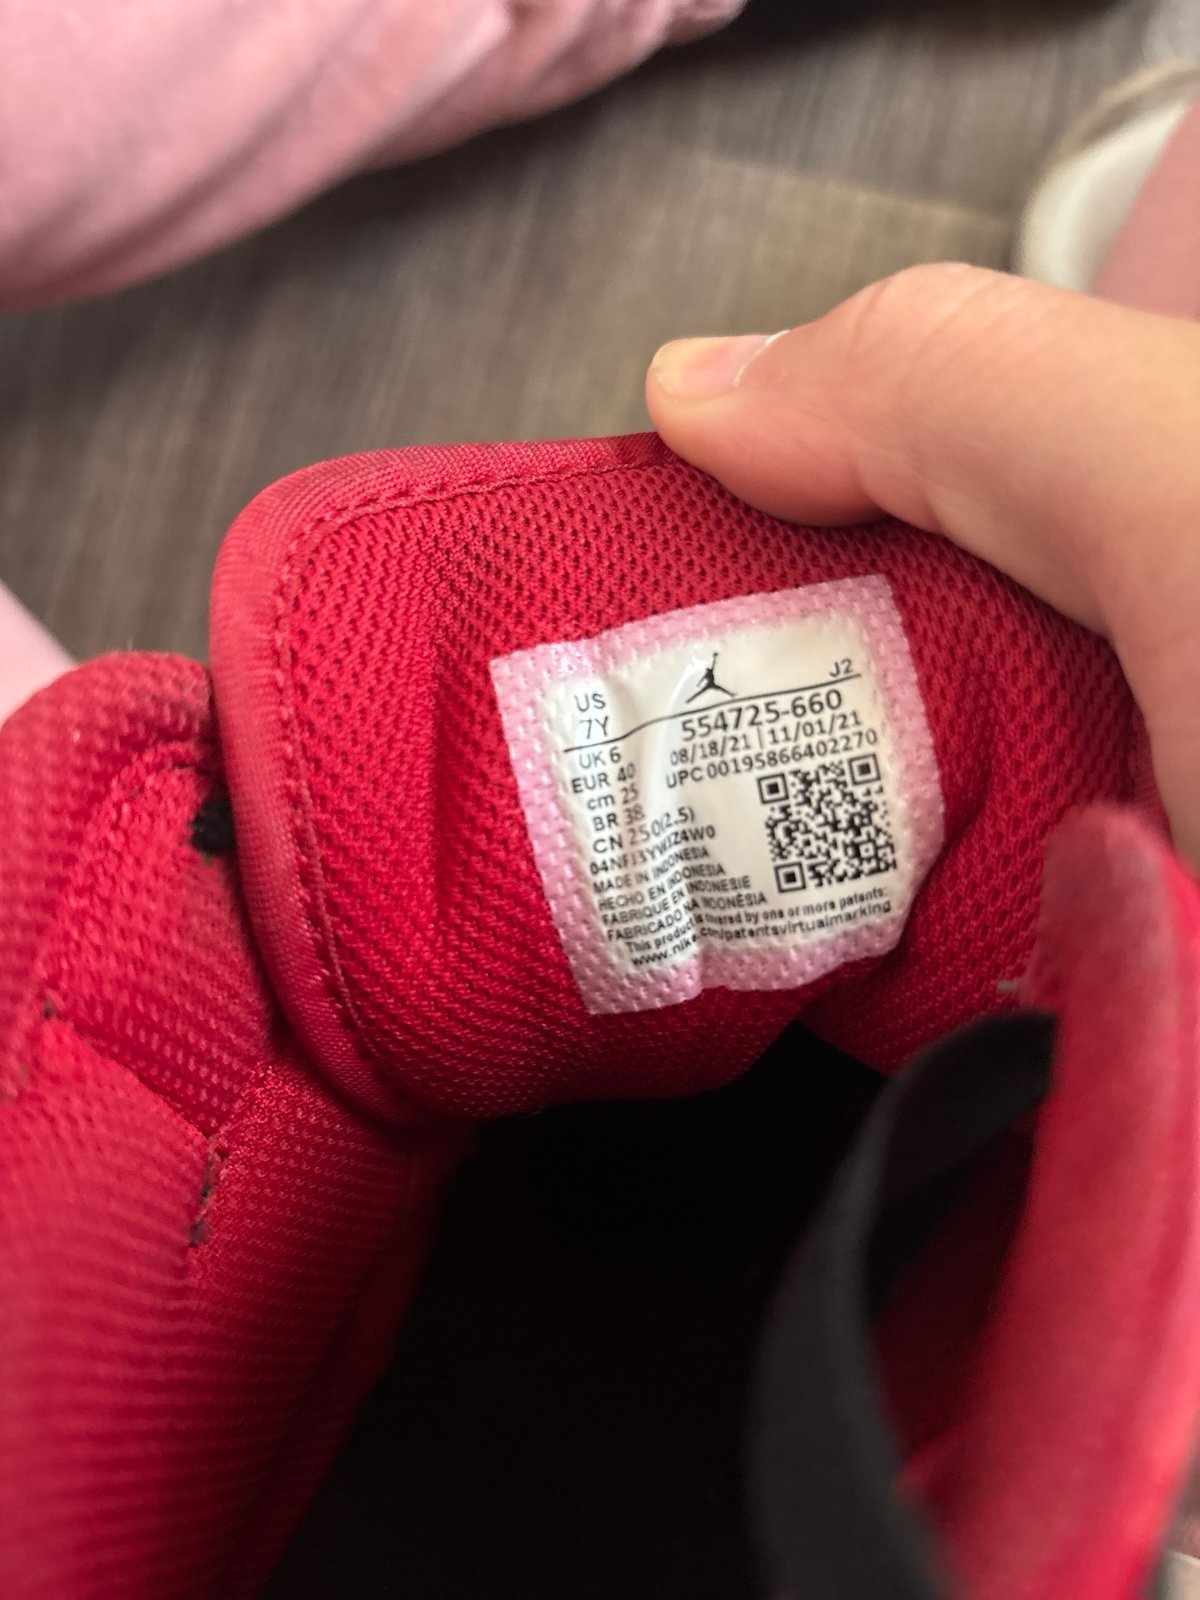 J2
US
7Y
554725-660
08/18/21 | 11/01/21
UPC 00195866402270
UK 6
EUR 40
cm 25
BR 38
CN 250(2.5)
MADE IN INDONESIA
HECHO EN INDONESIA
FABRIQUE EN INDONESIE
FABRICADO NA INDONÉSIA
This product is covered by one or more patents:
www.nike.com/patentsvirtualmarking